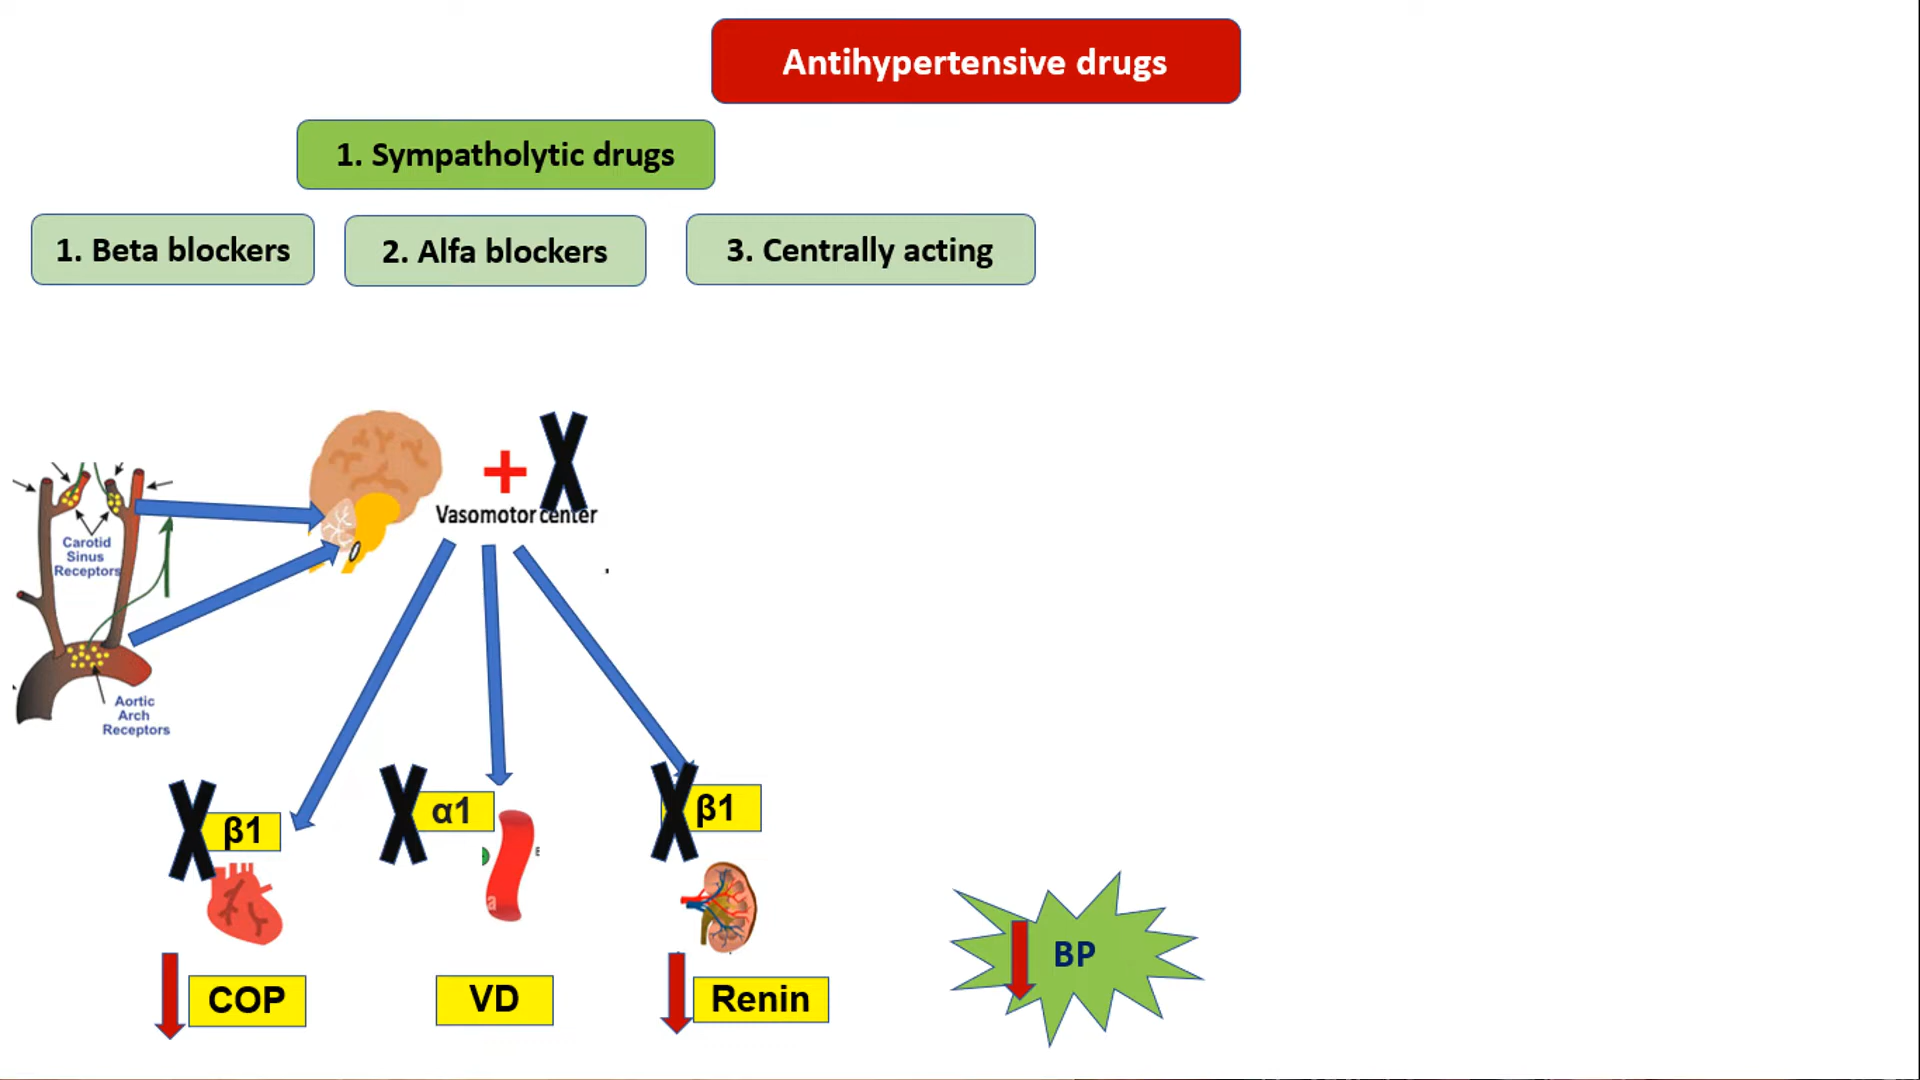 Antihypertensive drugs
1. Sympatholytic drugs
1. Beta blockers
2. Alfa blockers
3. Centrally acting
+
Vasomotor center
Carotid
Sinus
Receptors
Aortic
Arch
Receptors
β1
α1
β1
COP
VD
Renin
BP